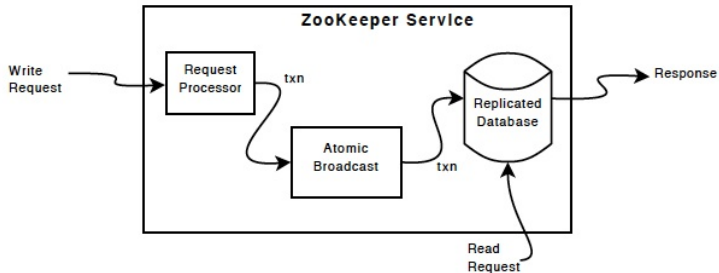 ZooKeeper Service
Write
Request
Request
Processor
txn
Atomic
Broadcast
txn
Replicated
Database
Response
Read
Request